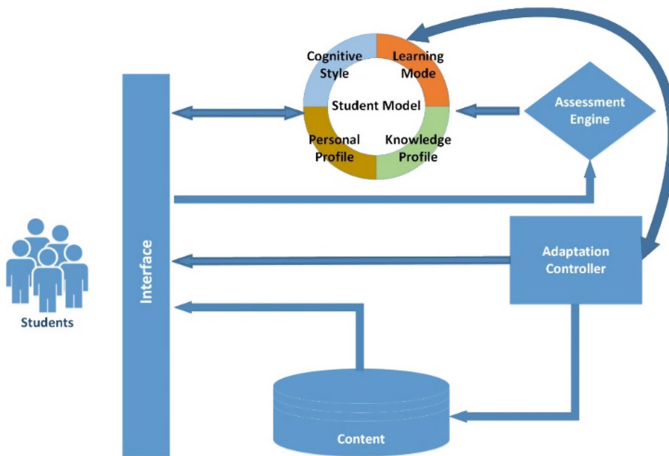 Cognitive
Style
Learning
Mode
Student Model
Personal
Profile
Knowledge
Profile
Assessment
Engine
Interface
Adaptation
Controller
Students
Content